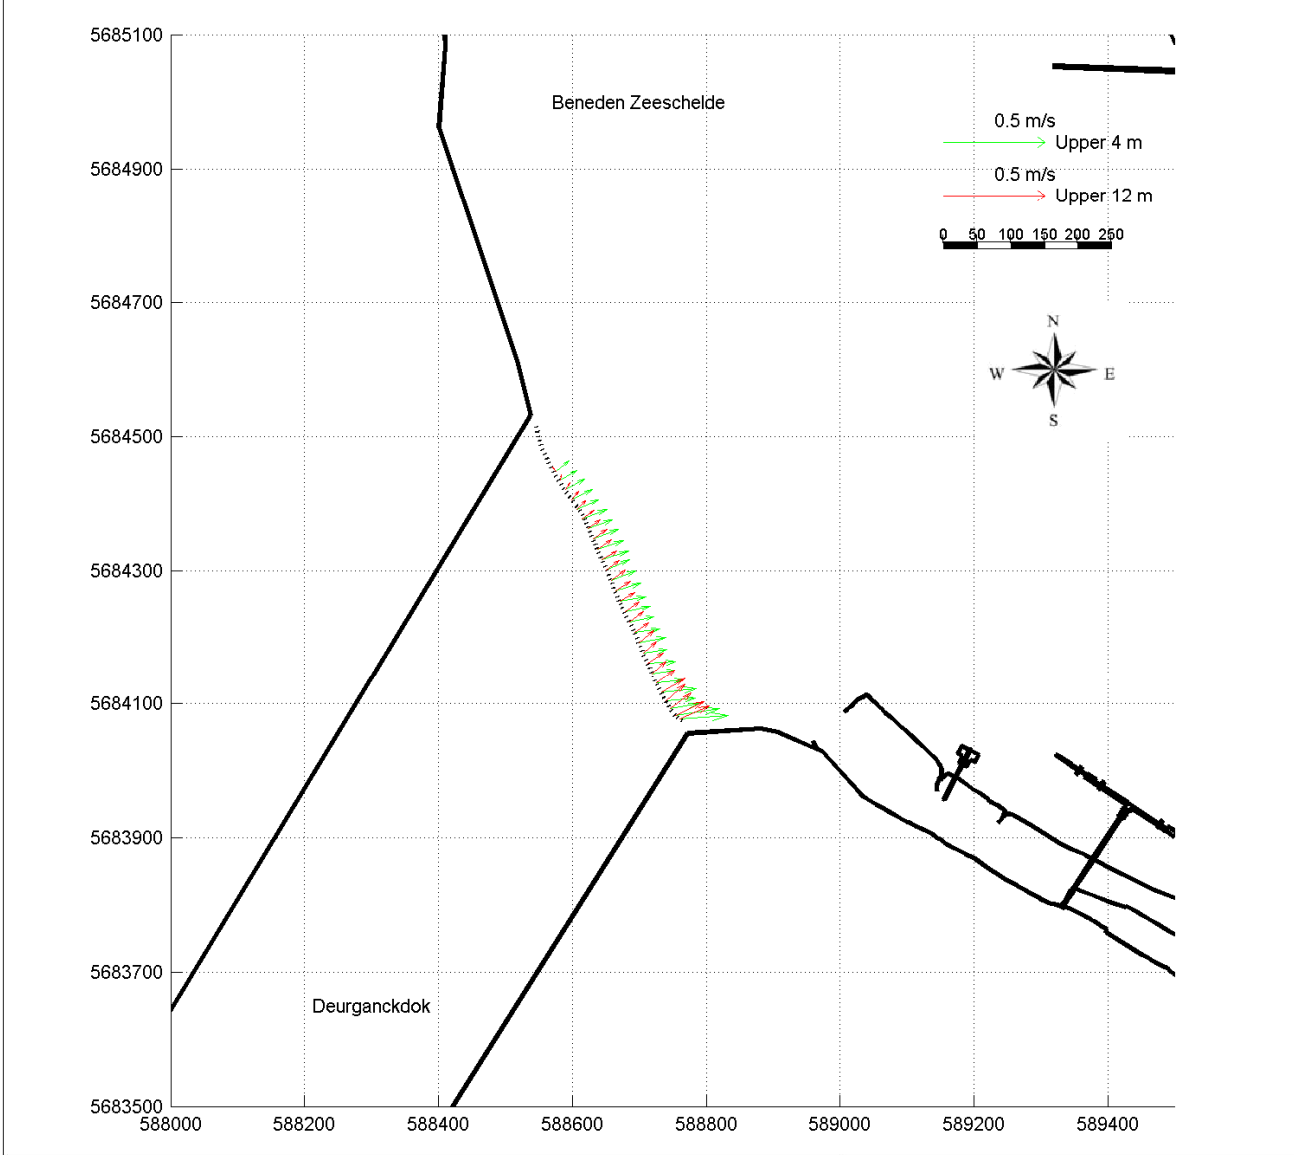 5685100
Beneden Zeeschelde
0.5 m/s
Upper 4 m
5684900
0.5 m/s
Upper 12 m
0 50 100 150 200 250
5684700
N
W E
S
5684500
5684300
5684100
5683900
5683700
Deurganckdok
5683500
588000 588200 588400 588600 588800 589000 589200 589400